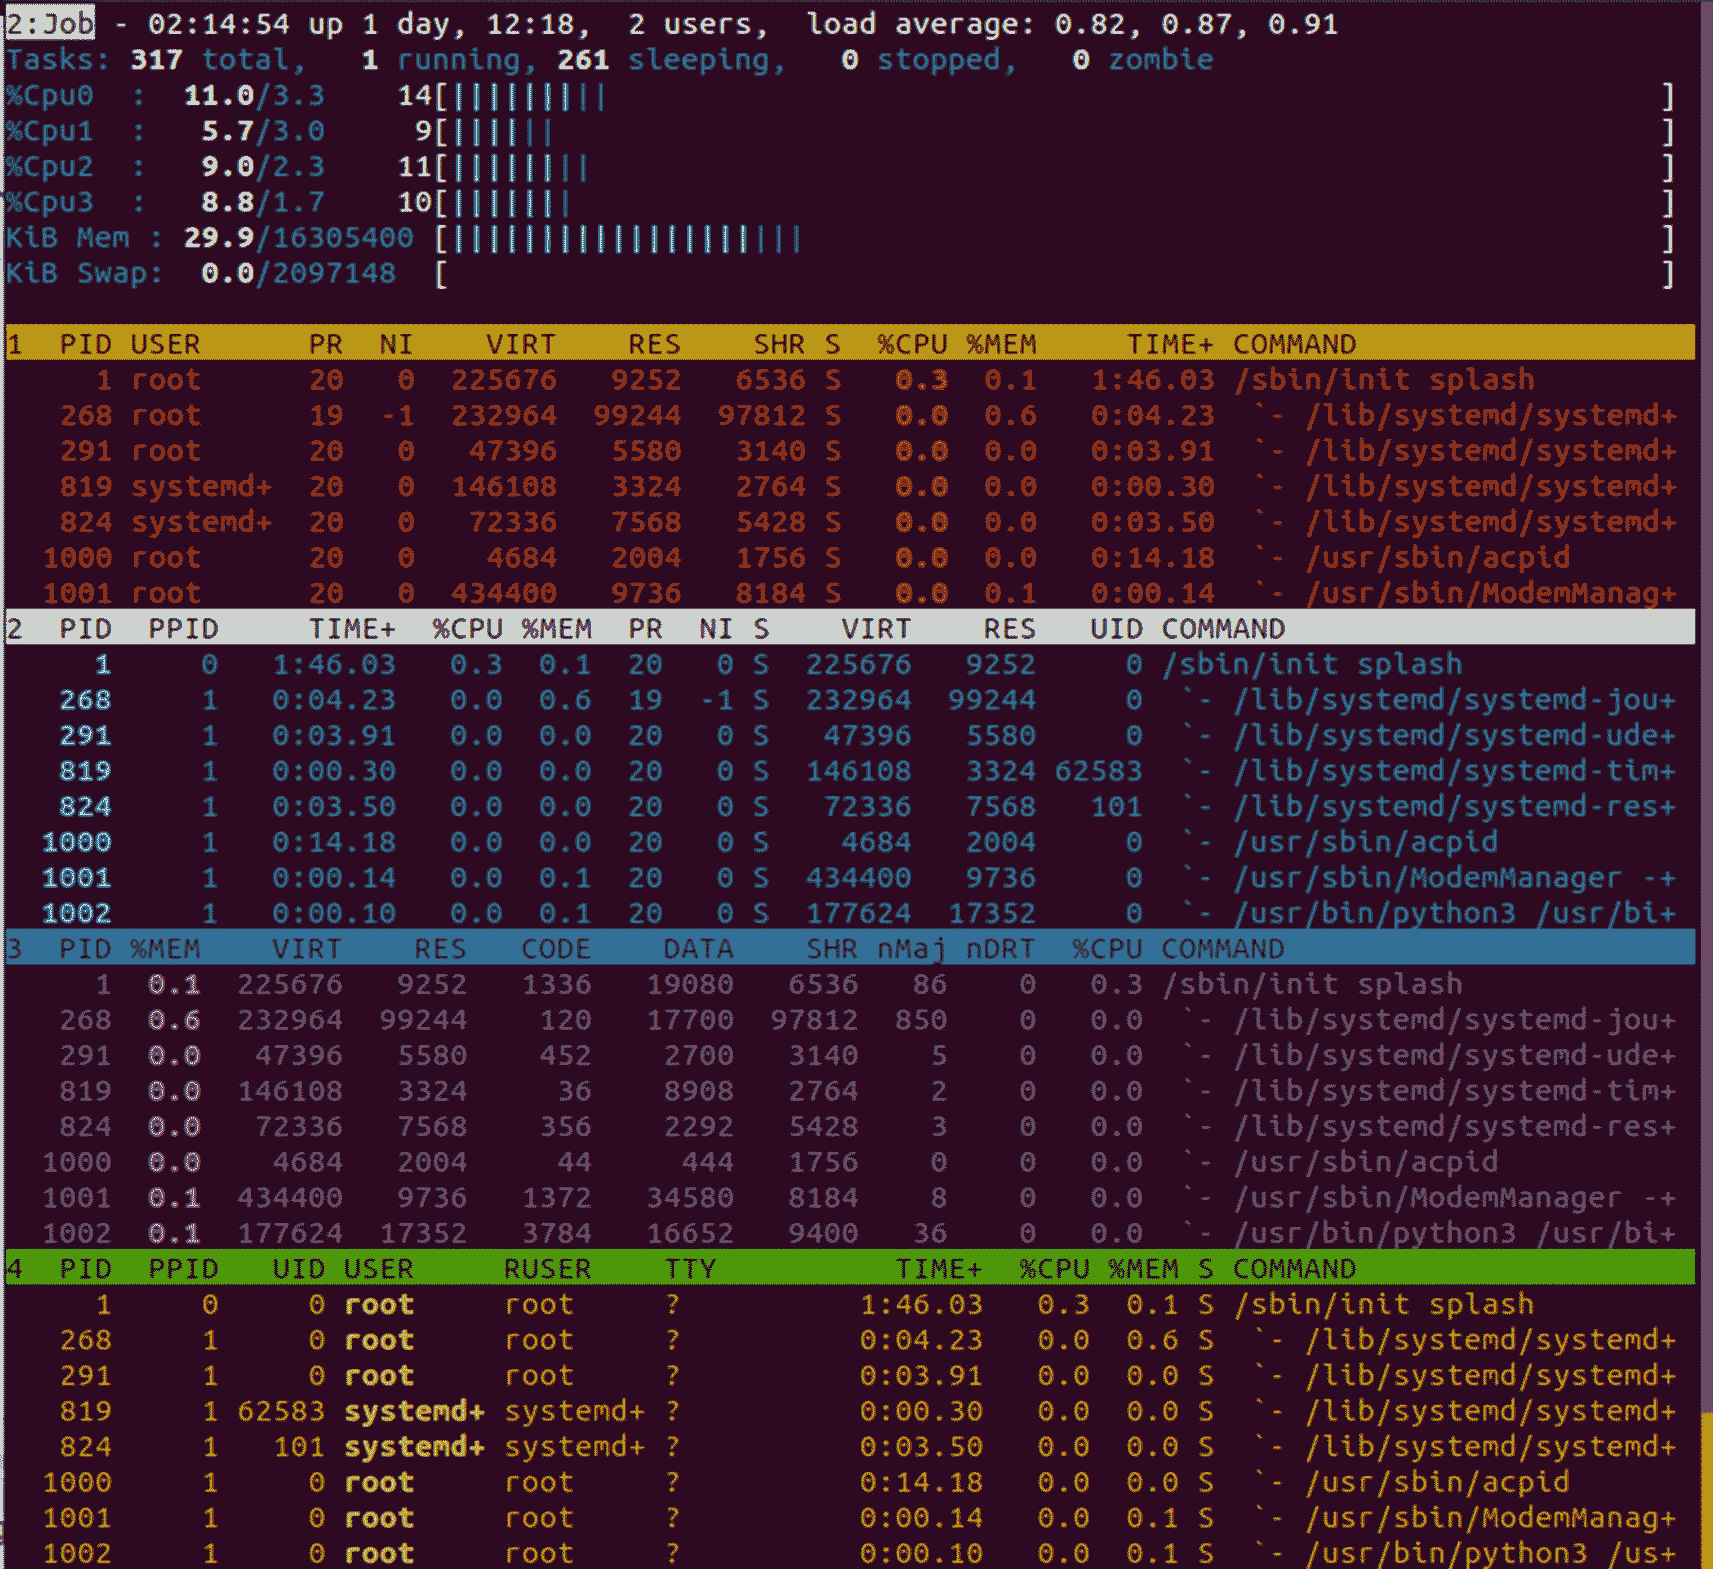 2:Job - 02:14:54 up 1 day, 12:18,  2 users,  load average: 0.82, 0.87, 0.91
Tasks: 317 total,   1 running, 261 sleeping,   0 stopped,   0 zombie
%Cpu0  :  11.0/3.3    14[||||||||| ]
%Cpu1  :   5.7/3.0     9[|||||| ]
%Cpu2  :   9.0/2.3    11[|||||||| ]
%Cpu3  :   8.8/1.7    10[||||||| ]
KiB Mem : 29.9/16305400 [|||||||||||||||||||| ]
KiB Swap:  0.0/2097148  [ ]
1  PID USER      PR  NI    VIRT    RES    SHR S  %CPU %MEM     TIME+ COMMAND
1 root      20   0  225676   9252   6536 S   0.3  0.1   1:46.03 /sbin/init splash
268 root      19  -1  232964  99244  97812 S   0.0  0.6   0:04.23  `- /lib/systemd/systemd+
291 root      20   0   47396   5580   3140 S   0.0  0.0   0:03.91  `- /lib/systemd/systemd+
819 systemd+  20   0  146108   3324   2764 S   0.0  0.0   0:00.30  `- /lib/systemd/systemd+
824 systemd+  20   0   72336   7568   5428 S   0.0  0.0   0:03.50  `- /lib/systemd/systemd+
1000 root      20   0    4684   2004   1756 S   0.0  0.0   0:14.18  `- /usr/sbin/acpid
1001 root      20   0  434400   9736   8184 S   0.0  0.1   0:00.14  `- /usr/sbin/ModemManag+
2  PID  PPID     TIME+  %CPU %MEM  PR  NI S    VIRT    RES   UID COMMAND
1     0   1:46.03   0.3  0.1  20   0 S  225676   9252     0 /sbin/init splash
268     1   0:04.23   0.0  0.6  19  -1 S  232964  99244     0  `- /lib/systemd/systemd-jou+
291     1   0:03.91   0.0  0.0  20   0 S   47396   5580     0  `- /lib/systemd/systemd-ude+
819     1   0:00.30   0.0  0.0  20   0 S  146108   3324 62583  `- /lib/systemd/systemd-tim+
824     1   0:03.50   0.0  0.0  20   0 S   72336   7568   101  `- /lib/systemd/systemd-res+
1000     1   0:14.18   0.0  0.0  20   0 S    4684   2004     0  `- /usr/sbin/acpid
1001     1   0:00.14   0.0  0.1  20   0 S  434400   9736     0  `- /usr/sbin/ModemManager -+
1002     1   0:00.10   0.0  0.1  20   0 S  177624  17352     0  `- /usr/bin/python3 /usr/bi+
3  PID %MEM    VIRT    RES   CODE    DATA    SHR nMaj nDRT  %CPU COMMAND
1  0.1  225676   9252   1336   19080   6536   86    0   0.3 /sbin/init splash
268  0.6  232964  99244    120   17700  97812  850    0   0.0  `- /lib/systemd/systemd-jou+
291  0.0   47396   5580    452    2700   3140    5    0   0.0  `- /lib/systemd/systemd-ude+
819  0.0  146108   3324     36    8908   2764    2    0   0.0  `- /lib/systemd/systemd-tim+
824  0.0   72336   7568    356    2292   5428    3    0   0.0  `- /lib/systemd/systemd-res+
1000  0.0    4684   2004     44     444   1756    0    0   0.0  `- /usr/sbin/acpid
1001  0.1  434400   9736   1372   34580   8184    8    0   0.0  `- /usr/sbin/ModemManager -+
1002  0.1  177624  17352   3784   16652   9400   36    0   0.0  `- /usr/bin/python3 /usr/bi+
4  PID  PPID   UID USER     RUSER    TTY          TIME+  %CPU %MEM S COMMAND
1     0     0 root     root     ?          1:46.03   0.3  0.1 S /sbin/init splash
268     1     0 root     root     ?          0:04.23   0.0  0.6 S  `- /lib/systemd/systemd+
291     1     0 root     root     ?          0:03.91   0.0  0.0 S  `- /lib/systemd/systemd+
819     1 62583 systemd+ systemd+ ?          0:00.30   0.0  0.0 S  `- /lib/systemd/systemd+
824     1   101 systemd+ systemd+ ?          0:03.50   0.0  0.0 S  `- /lib/systemd/systemd+
1000     1     0 root     root     ?          0:14.18   0.0  0.0 S  `- /usr/sbin/acpid
1001     1     0 root     root     ?          0:00.14   0.0  0.1 S  `- /usr/sbin/ModemManag+
1002     1     0 root     root     ?          0:00.10   0.0  0.1 S  `- /usr/bin/python3 /us+